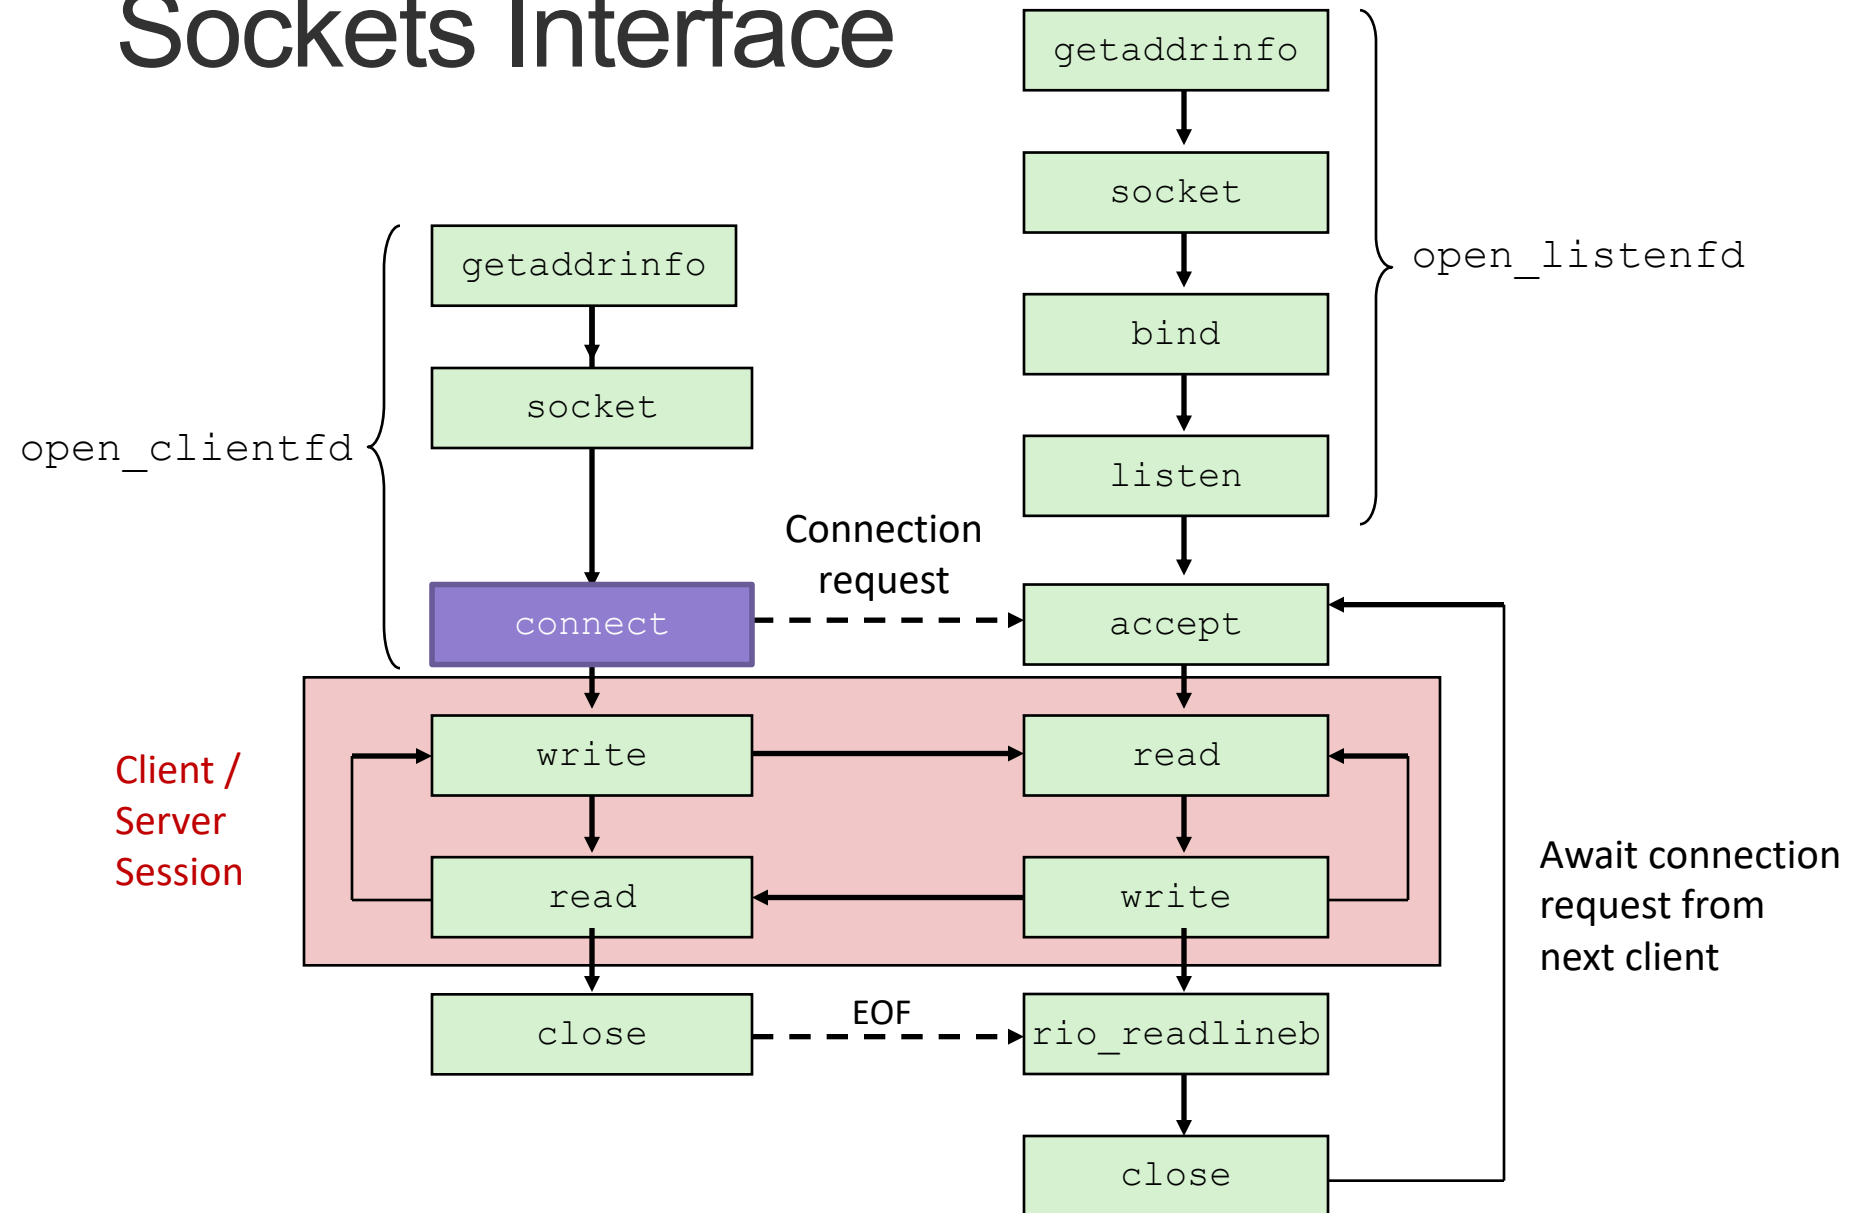 Sockets Interface
getaddrinfo
socket
bind
listen
open_listenfd
getaddrinfo
socket
open_clientfd
Connection
request
connect
accept
Client /
Server
Session
write
read
read
write
Await connection
request from
next client
close
EOF
rio_readlineb
close